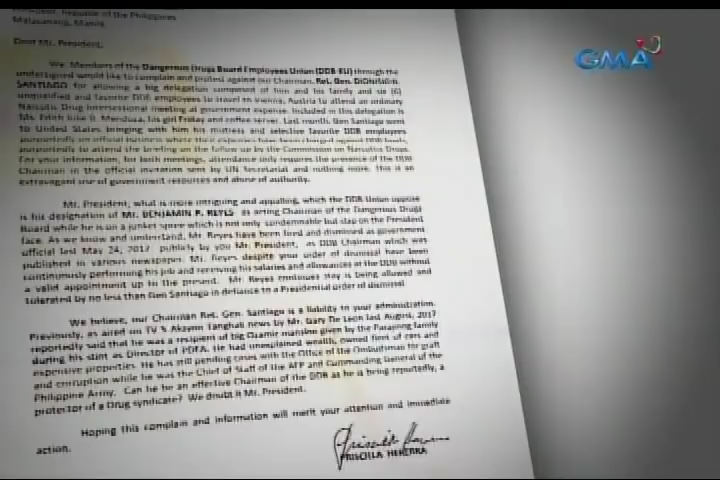 President, Republic of the Philippines
Malacanang, Manila
Dear Mr. President,
We Members of the Dangerous Drugs Board Employees Union (DDB-EU) through the
undersigned would like to complain and protest against our Chairman, Ret. Gen. DIONISIO R.
SANTIAGO for allowing a big delegation composed of him and his family and six (6)
unqualified and favorite DDB employees to travel to Vienna, Austria to attend an ordinary
Narcotic Drug International meeting at government expense. Included in this delegation is
Ms. Edith Julie Mendoza, his girl Friday and coffee server. Last month, Gen Santiago went
to United States bringing with him his mistress and selective favorite DDB employees
purportedly on official business where their expenses have been charged against DDB funds,
purportedly to attend the briefing on the follow up by the Commission on Narcotics Drugs.
For your information, for both meetings, attendance only requires the presence of the DDB
Chairman in the official invitation sent by UN Secretariat and nothing more. This is an
extravagant use of government resources and abuse of authority.
Mr. President, what is more intriguing and appalling, which the DDB Union oppose
is his designation of MR. BENJAMIN P. REYES as acting Chairman of the Dangerous Drugs
Board while he is on a junket spree which is not only condemnable but slap on the President
face. As we know and understand, Mr Reyes have been fired and dismissed as government
official last May 24, 2017 publicly by you Mr. President, as DDB Chairman which was
published in various newspaper. Mr. Reyes despite your order of dismissal have been
continuously performing his job and receiving his salaries and allowances at the DDB without
a valid appointment up to the present. Mr Reyes continues stay is being allowed and
tolerated by no less than Gen Santiago in defiance to a Presidential order of dismissal
We believe, our Chairman Ret. Gen. Santiago is a liability to your administration.
Previously, as aired on TV 5 Aksyon Tanghali news by Mr. Gary De Leon last August, 2017
reportedly said that he was a recipient of big Ozamiz mansion given by the Parajinog family
during his stint as Director of PDEA. He had unexplained wealth, owned fleet of cars and
expensive properties. He has still pending cases with the Office of the Ombudsman for graft
and corruption while he was the Chief of Staff of the AFP and Commanding General of the
Philippine Army. Can he be an effective Chairman of the DDB as he is being reportedly, a
protector of a Drug syndicate? We doubt it Mr. President.
Hoping this complain and information will merit your attention and immediate
action.
PRISCILLA HERERRA
GMA